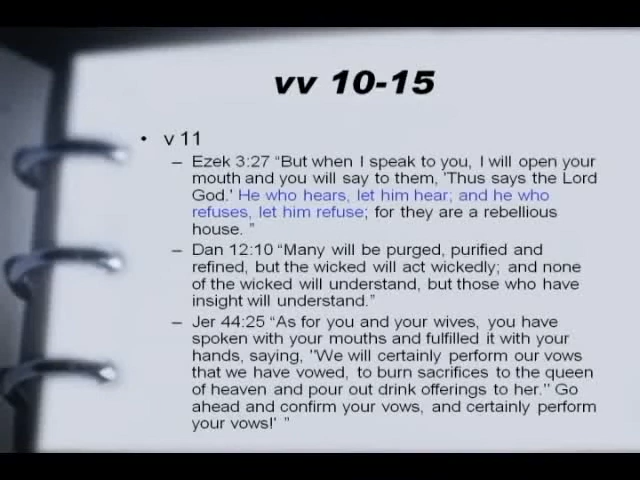 vv 10-15
• v 11
– Ezek 3:27 “But when I speak to you, I will open your
mouth and you will say to them, 'Thus says the Lord
God.' He who hears, let him hear; and he who
refuses, let him refuse; for they are a rebellious
house. ”
– Dan 12:10 “Many will be purged, purified and
refined, but the wicked will act wickedly; and none
of the wicked will understand, but those who have
insight will understand.”
– Jer 44:25 “As for you and your wives, you have
spoken with your mouths and fulfilled it with your
hands, saying, "We will certainly perform our vows
that we have vowed, to burn sacrifices to the queen
of heaven and pour out drink offerings to her." Go
ahead and confirm your vows, and certainly perform
your vows!' ”